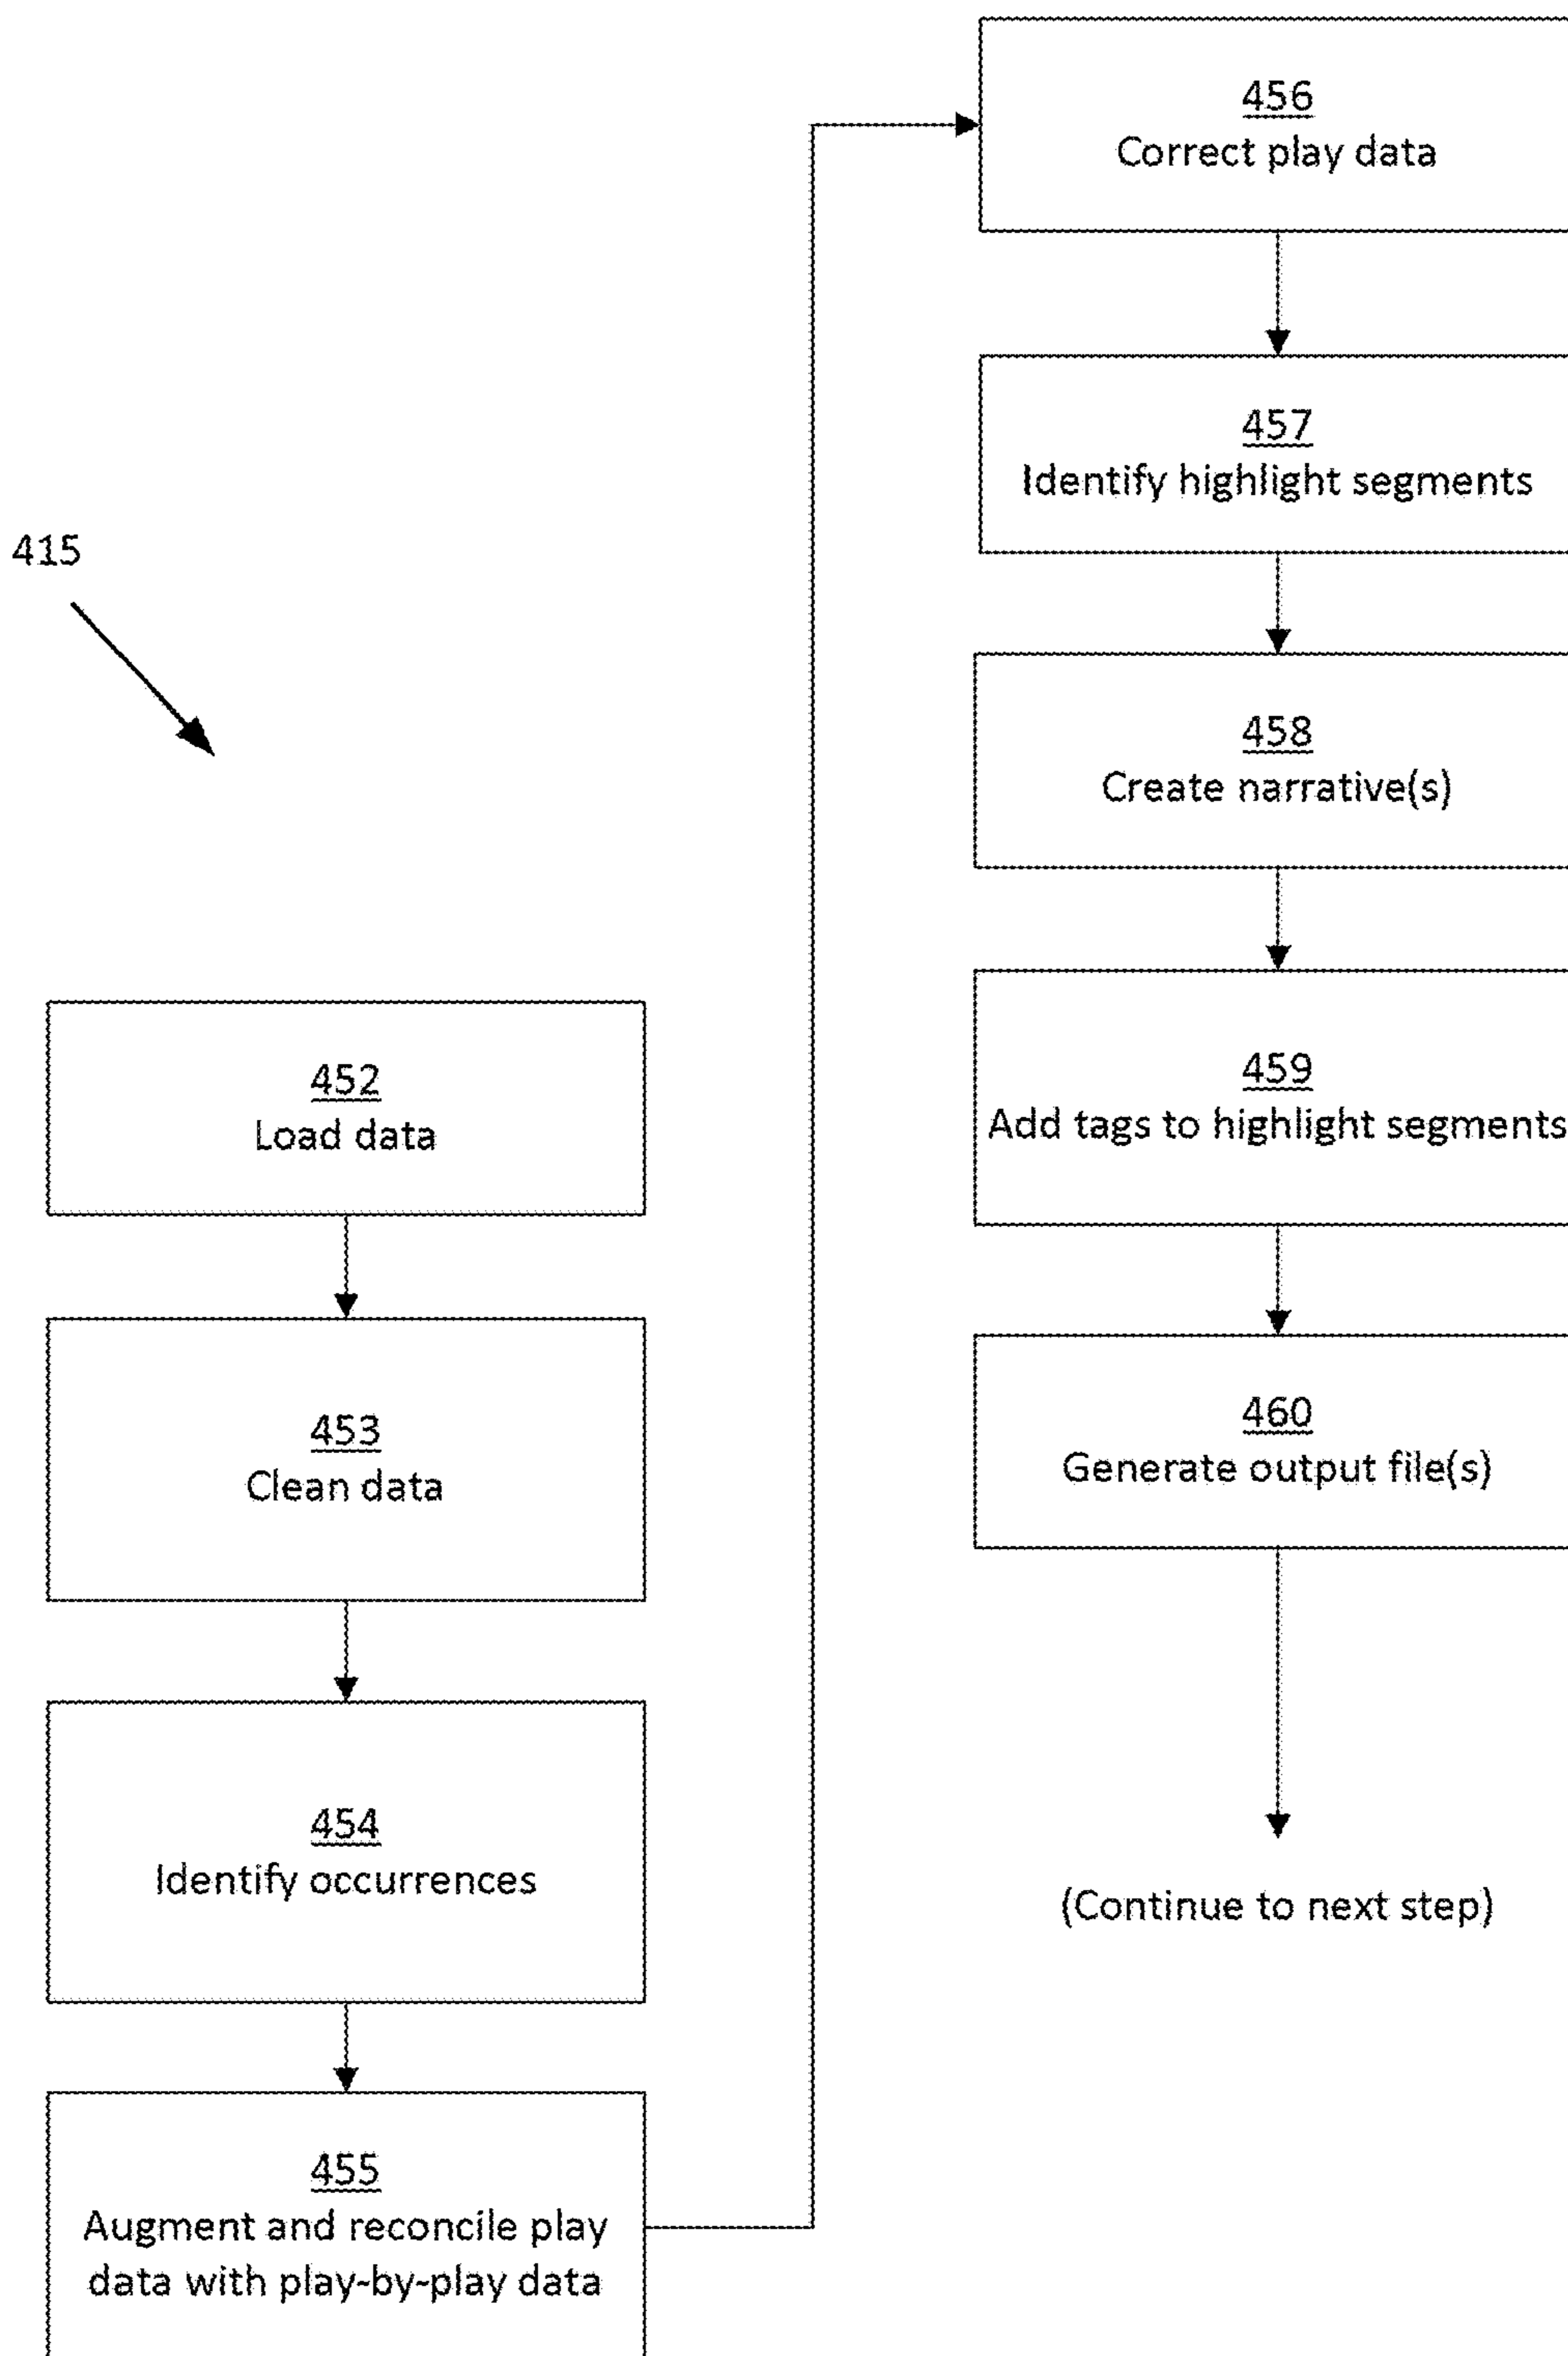 415
452
Load data
453
Clean data
454
Identify occurrences
455
Augment and reconcile play
data with play-by-play data
456
Correct play data
457
Identify highlight segments
458
Create narrative(s)
459
Add tags to highlight segments
460
Generate output file(s)
(Continue to next step)